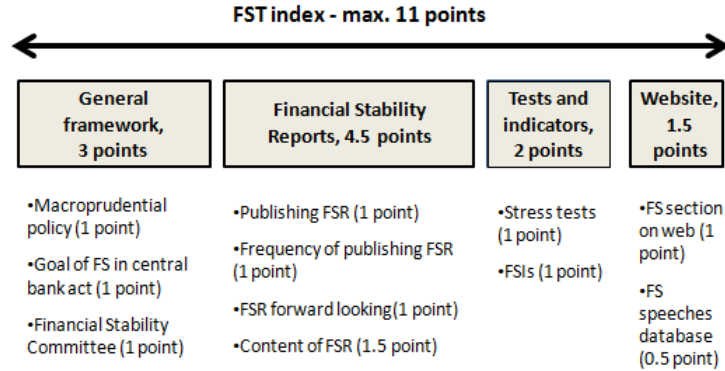 FST index - max. 11 points
General
framework,
3 points
Financial Stability
Reports, 4.5 points
Tests and
indicators,
2 points
Website,
1.5
points
•Macroprudential
policy (1 point)
•Goal of FS in central
bank act (1 point)
•Financial Stability
Committee (1 point)
•Publishing FSR (1 point)
•Frequency of publishing FSR
(1 point)
•FSR forward looking(1 point)
•Content of FSR (1.5 point)
•Stress tests
(1 point)
•FSIs (1 point)
•FS section
on web (1
point)
•FS
speeches
database
(0.5 point)